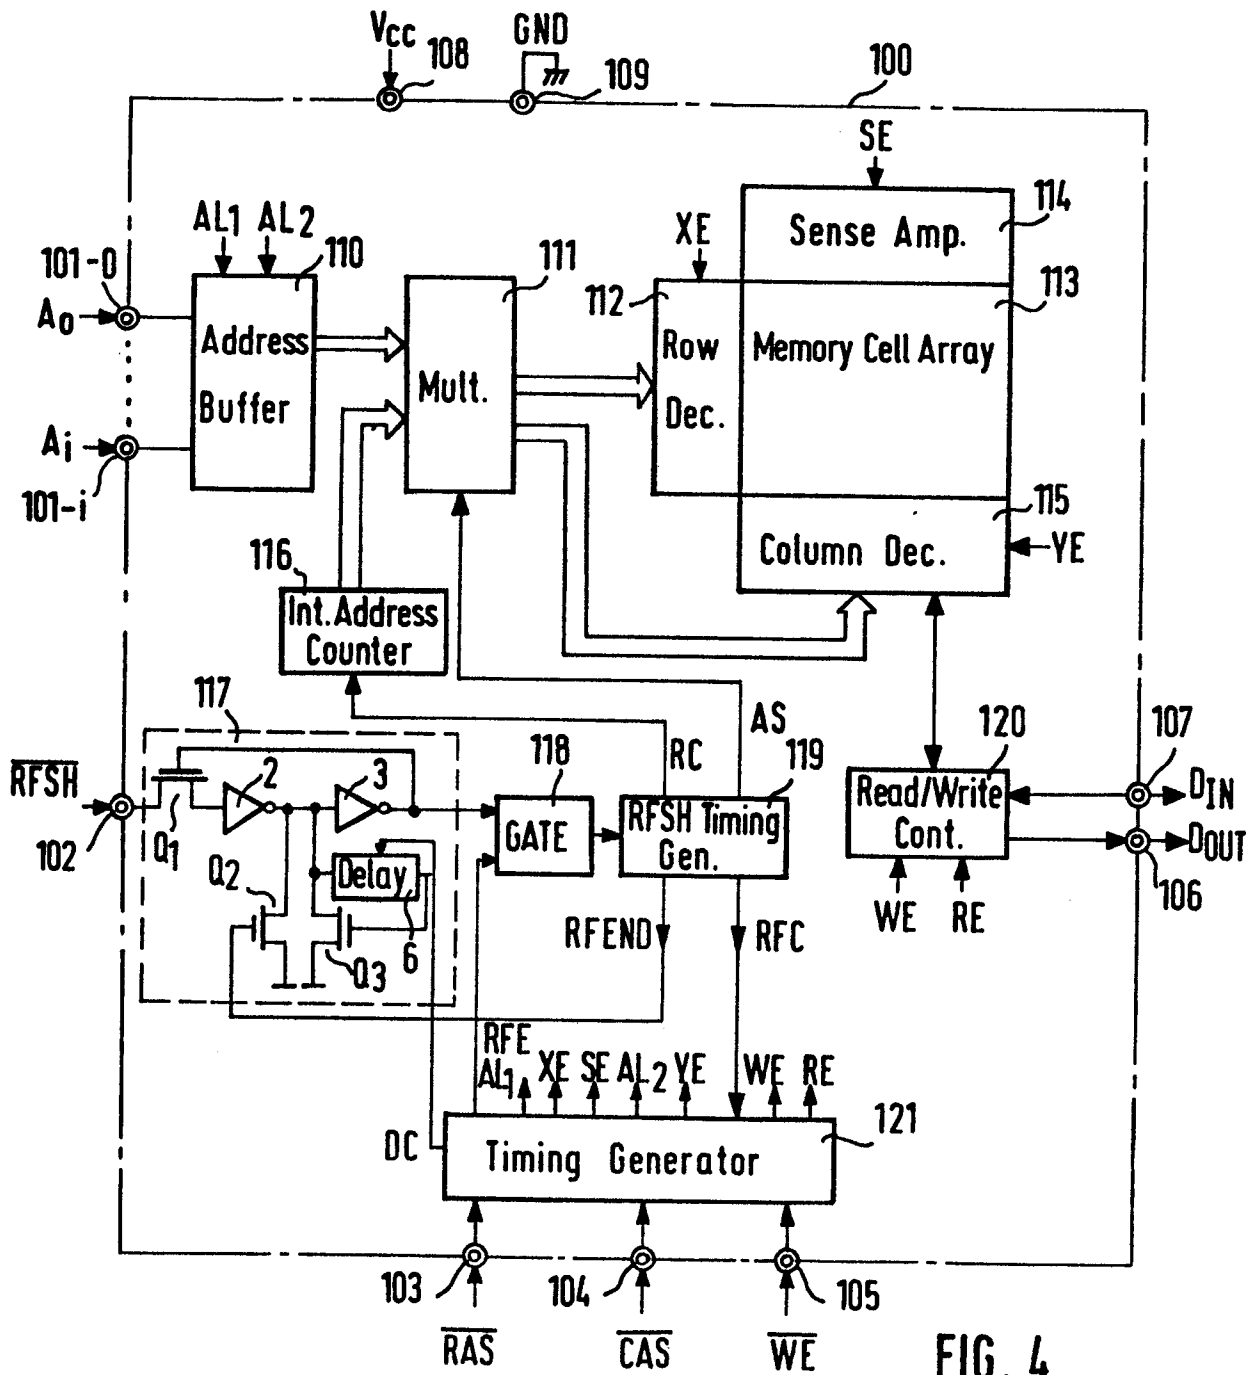 VCC
108
GND
109
100
SE
114
Sense Amp.
AL1
AL2
110
101-0
A0
Address
Buffer
Ai
101-i
111
Mult.
XE
112
Row
Dec.
113
Memory Cell Array
115
Column Dec.
YE
116
Int. Address
Counter
117
RFSH
102
Q1
2
3
Q2
Delay
6
Q3
118
GATE
RC
AS
119
RFSH Timing
Gen.
120
Read/Write
Cont.
107
DIN
DOUT
106
WE
RE
RFEND
RFC
RFE
AL1
XE
SE
AL2
YE
WE
RE
121
DC
Timing Generator
103
104
105
R̅A̅S̅
C̅A̅S̅
W̅E̅
FIG. 4